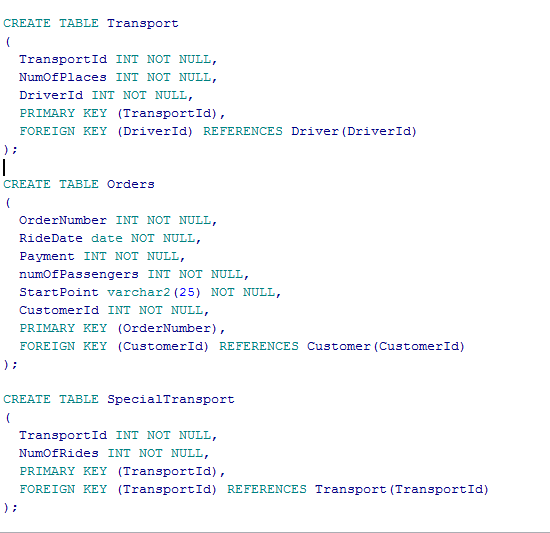 CREATE TABLE Transport
(
  TransportId INT NOT NULL,
  NumOfPlaces INT NOT NULL,
  DriverId INT NOT NULL,
  PRIMARY KEY (TransportId),
  FOREIGN KEY (DriverId) REFERENCES Driver(DriverId)
);
CREATE TABLE Orders
(
  OrderNumber INT NOT NULL,
  RideDate date NOT NULL,
  Payment INT NOT NULL,
  numOfPassengers INT NOT NULL,
  StartPoint varchar2(25) NOT NULL,
  CustomerId INT NOT NULL,
  PRIMARY KEY (OrderNumber),
  FOREIGN KEY (CustomerId) REFERENCES Customer(CustomerId)
);
CREATE TABLE SpecialTransport
(
  TransportId INT NOT NULL,
  NumOfRides INT NOT NULL,
  PRIMARY KEY (TransportId),
  FOREIGN KEY (TransportId) REFERENCES Transport(TransportId)
);